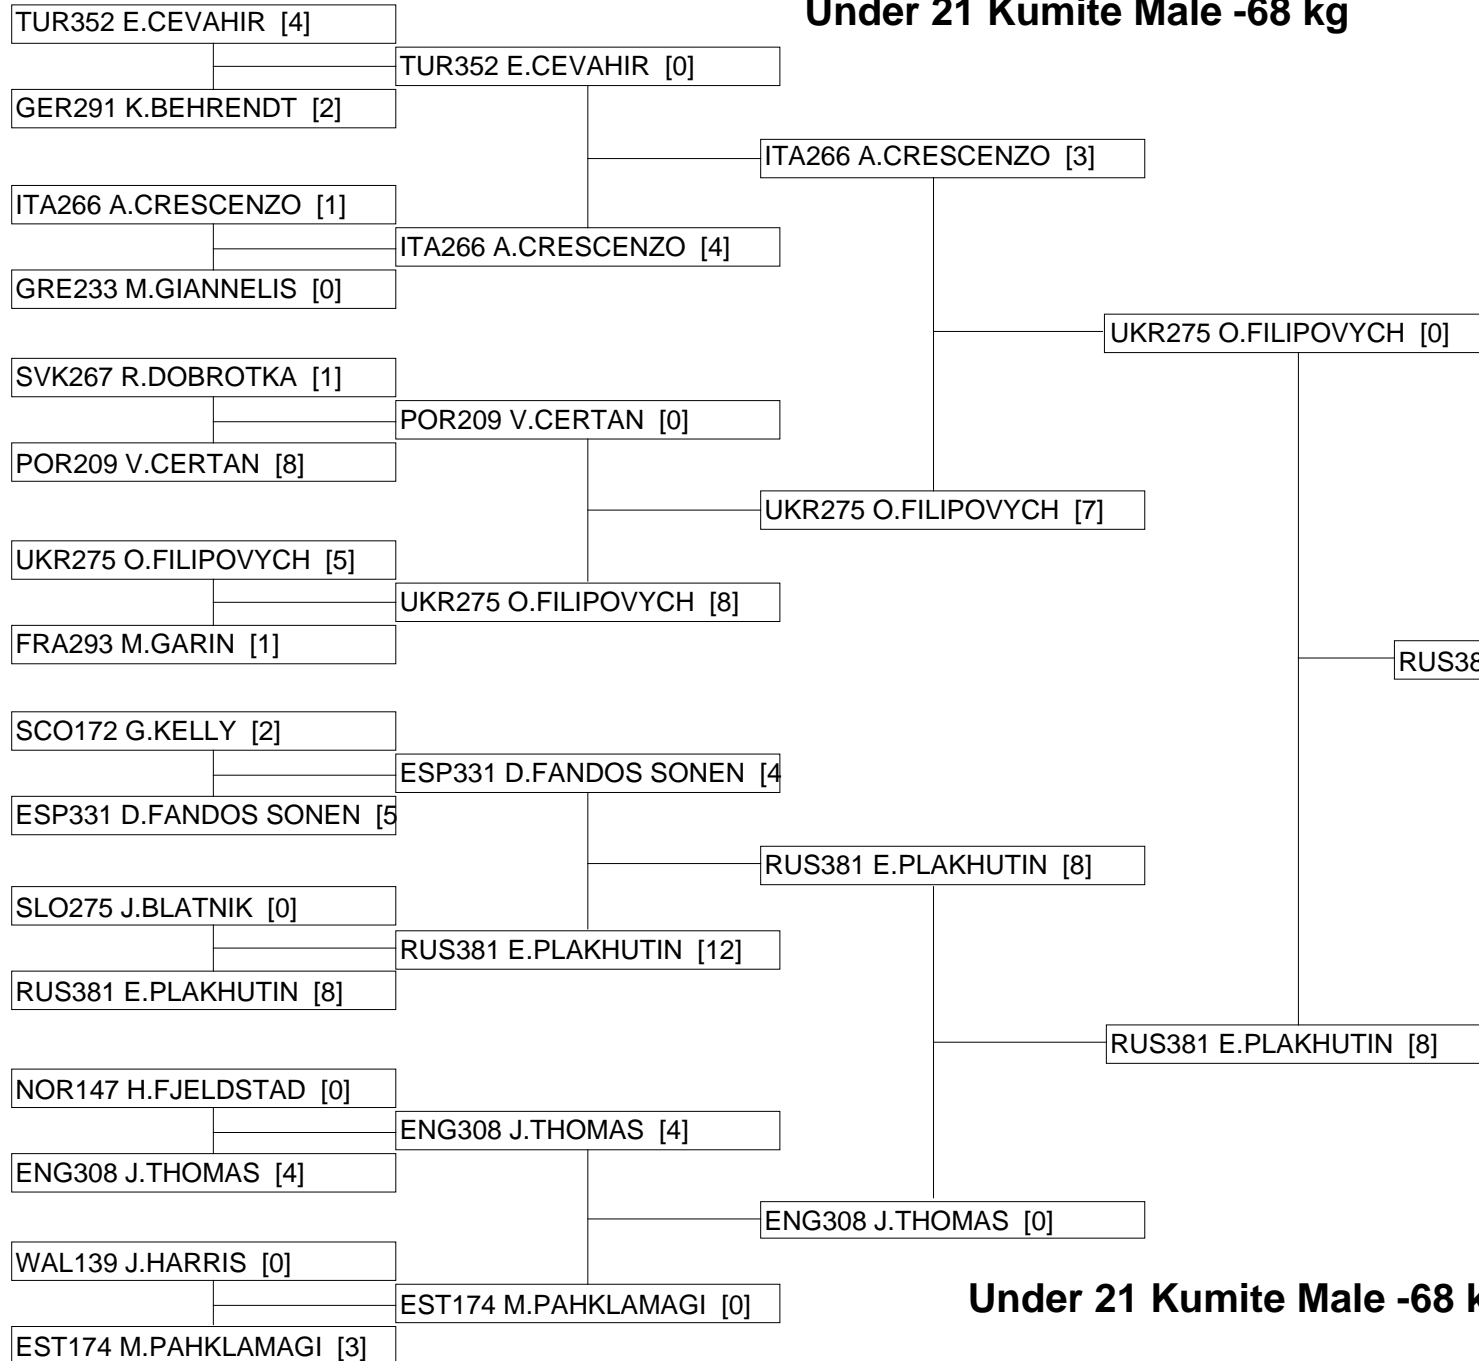 Under 21 Kumite Male -68 kg
TUR352 E.CEVAHIR [4]
GER291 K.BEHRENDT [2]
ITA266 A.CRESCENZO [1]
GRE233 M.GIANNELIS [0]
SVK267 R.DOBROTKA [1]
POR209 V.CERTAN [8]
UKR275 O.FILIPOVYCH [5]
FRA293 M.GARIN [1]
SCO172 G.KELLY [2]
ESP331 D.FANDOS SONEN [5
SLO275 J.BLATNIK [0]
RUS381 E.PLAKHUTIN [8]
NOR147 H.FJELDSTAD [0]
ENG308 J.THOMAS [4]
WAL139 J.HARRIS [0]
EST174 M.PAHKLAMAGI [3]
TUR352 E.CEVAHIR [0]
ITA266 A.CRESCENZO [4]
POR209 V.CERTAN [0]
UKR275 O.FILIPOVYCH [8]
ESP331 D.FANDOS SONEN [4
RUS381 E.PLAKHUTIN [12]
ENG308 J.THOMAS [4]
EST174 M.PAHKLAMAGI [0]
ITA266 A.CRESCENZO [3]
UKR275 O.FILIPOVYCH [7]
RUS381 E.PLAKHUTIN [8]
ENG308 J.THOMAS [0]
UKR275 O.FILIPOVYCH [0]
RUS381 E.PLAKHUTIN [8]
RUS38
Under 21 Kumite Male -68 k